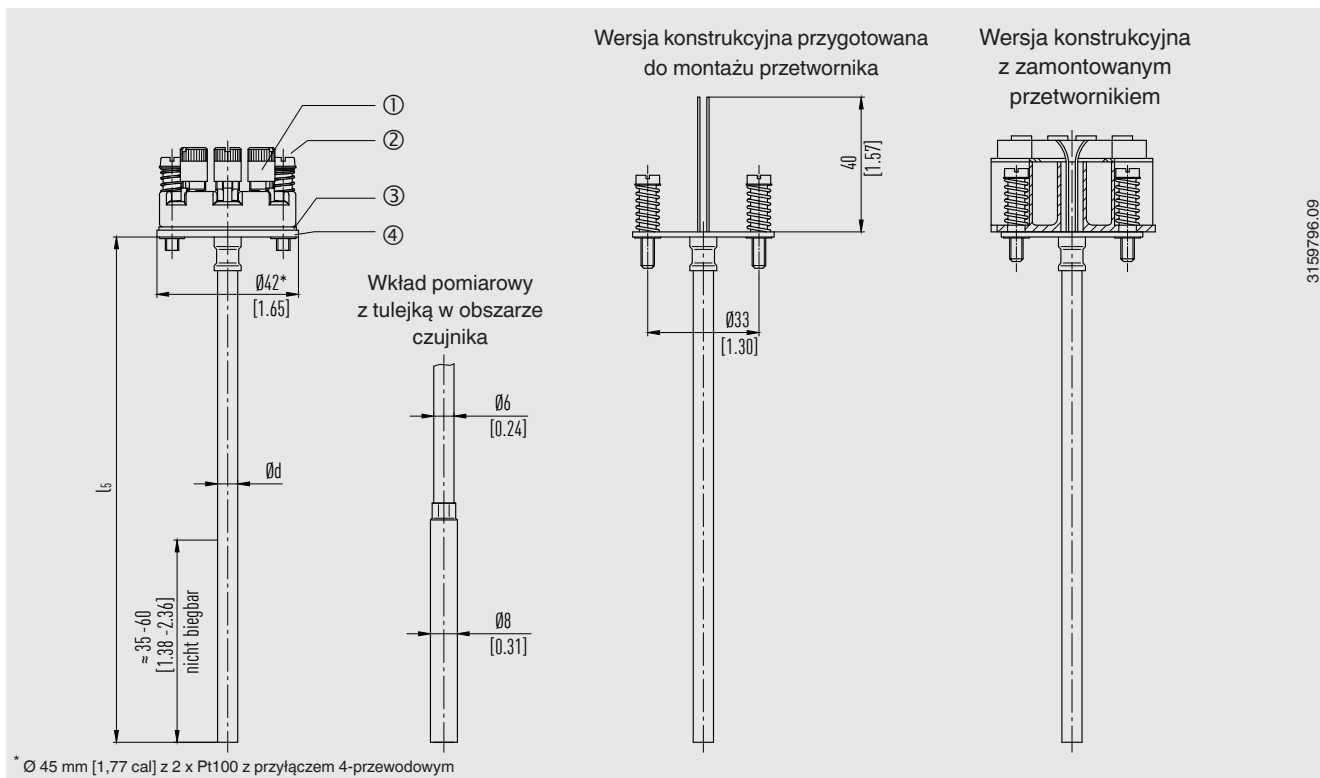 Wersja konstrukcyjna przygotowana
do montażu przetwornika
Wersja konstrukcyjna
z zamontowanym
przetwornikiem
①
②
③
④
Ø42*
[1.65]
Wkład pomiarowy
z tulejką w obszarze
czujnika
40
[1.57]
Ø33
[1.30]
Ø6
[0.24]
Ød
l5
≈ 35 - 60
[1.38 - 2.36]
nicht biegbar
Ø8
[0.31]
3159796.09
* Ø 45 mm [1,77 cal] z 2 x Pt100 z przyłączem 4-przewodowym